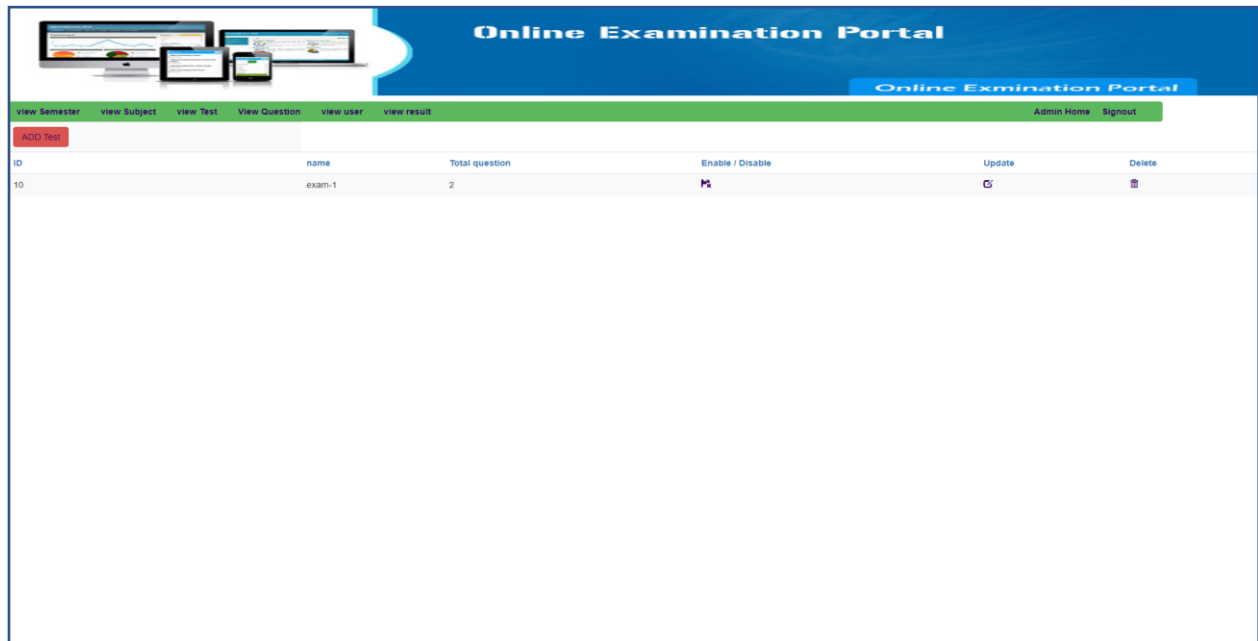 Online Examination Portal
Online Exmination Portal
view Semester view Subject view Test View Question view user view result Admin Home Signout
ADD Test
ID name Total question Enable / Disable Update Delete
10 exam-1 2